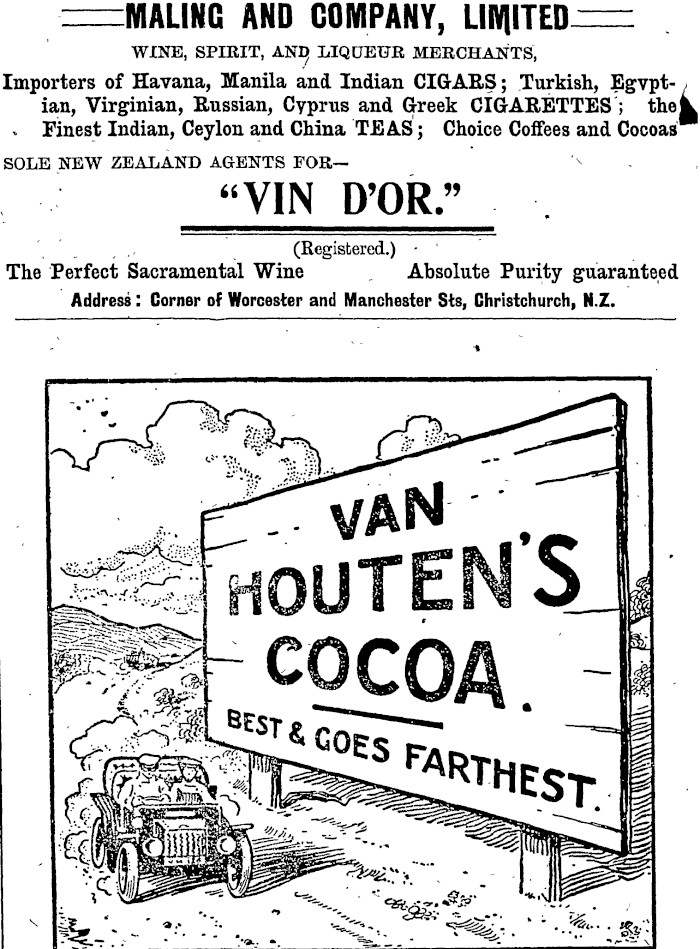 MALING AND COMPANY, LIMITED
WINE, SPIRIT, AND LIQUEUR MERCHANTS,
Importers of Havana, Manila and Indian CIGARS; Turkish, Egypt-
ian, Virginian, Russian, Cyprus and Greek CIGARETTES; the
Finest Indian, Ceylon and China TEAS; Choice Coffees and Cocoas
SOLE NEW ZEALAND AGENTS FOR—
"VIN D'OR."
(Registered.)
The Perfect Sacramental Wine Absolute Purity guaranteed
Address: Corner of Worcester and Manchester Sts, Christchurch, N.Z.
VAN
HOUTEN'S
COCOA.
BEST & GOES FARTHEST.